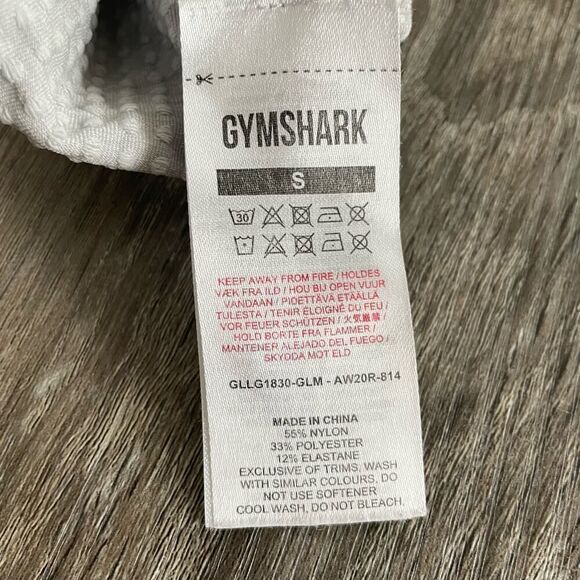 GYMSHARK
S
30
KEEP AWAY FROM FIRE / HOLDES
VÆK FRA ILD / HOU BIJ OPEN VUUR
VANDAAN / PIDETTÄVÄ ETÄÄLLÄ
TULESTA / TENIR ÉLOIGNÉ DU FEU /
VOR FEUER SCHÜTZEN / 火気厳禁 /
HOLD BORTE FRA FLAMMER /
MANTENER ALEJADO DEL FUEGO /
SKYDDA MOT ELD
GLLG1830-GLM - AW20R-814
MADE IN CHINA
55% NYLON
33% POLYESTER
12% ELASTANE
EXCLUSIVE OF TRIMS, WASH
WITH SIMILAR COLOURS, DO
NOT USE SOFTENER
COOL WASH, DO NOT BLEACH.